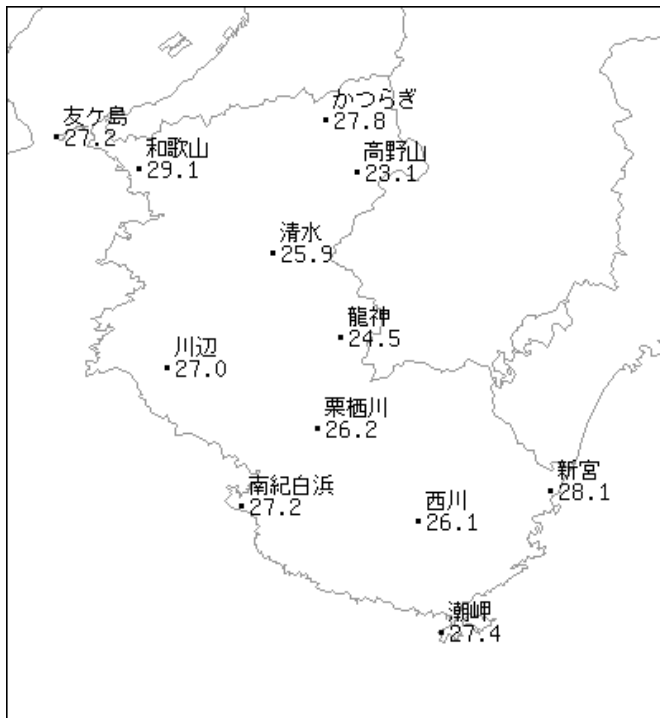 かつらぎ
27.8
友ケ島
27.2
和歌山
29.1
高野山
23.1
清水
25.9
龍神
24.5
川辺
27.0
栗栖川
26.2
新宮
28.1
南紀白浜
27.2
西川
26.1
潮岬
27.4